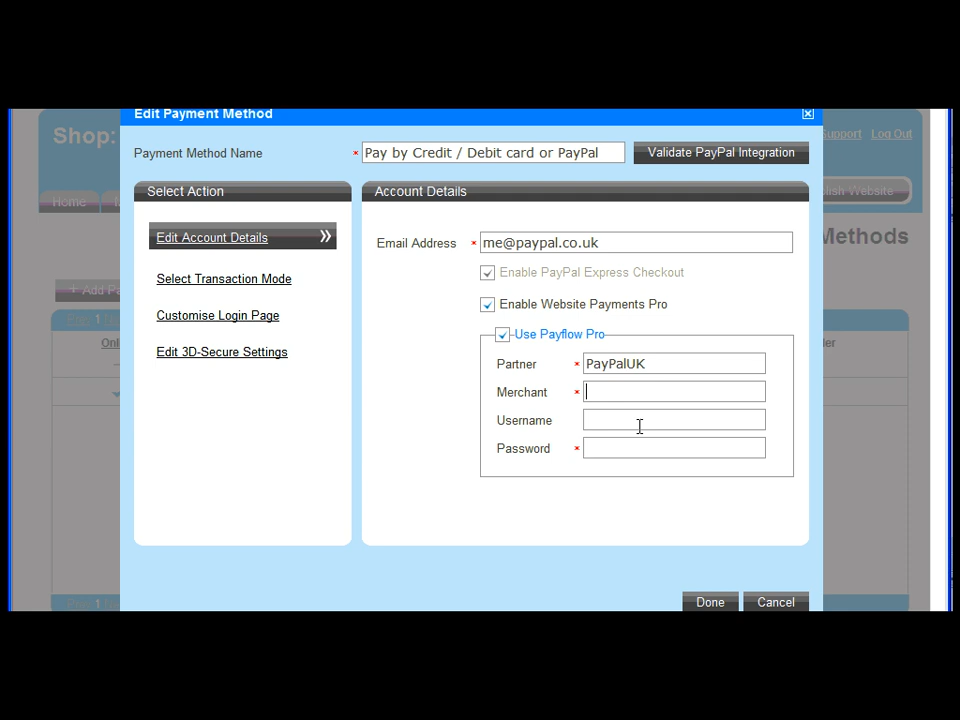 Edit Payment Method
Shop:
Support
Log Out
Payment Method Name
* Pay by Credit / Debit card or PayPal
Validate PayPal Integration
Home
Website
Select Action
Account Details
Methods
Edit Account Details »
Email Address * me@paypal.co.uk
Enable PayPal Express Checkout
Select Transaction Mode
+ Add Pa
Enable Website Payments Pro
Customise Login Page
Use Payflow Pro
Edit 3D-Secure Settings
Partner * PayPalUK
Merchant *
Username
Password *
Done
Cancel